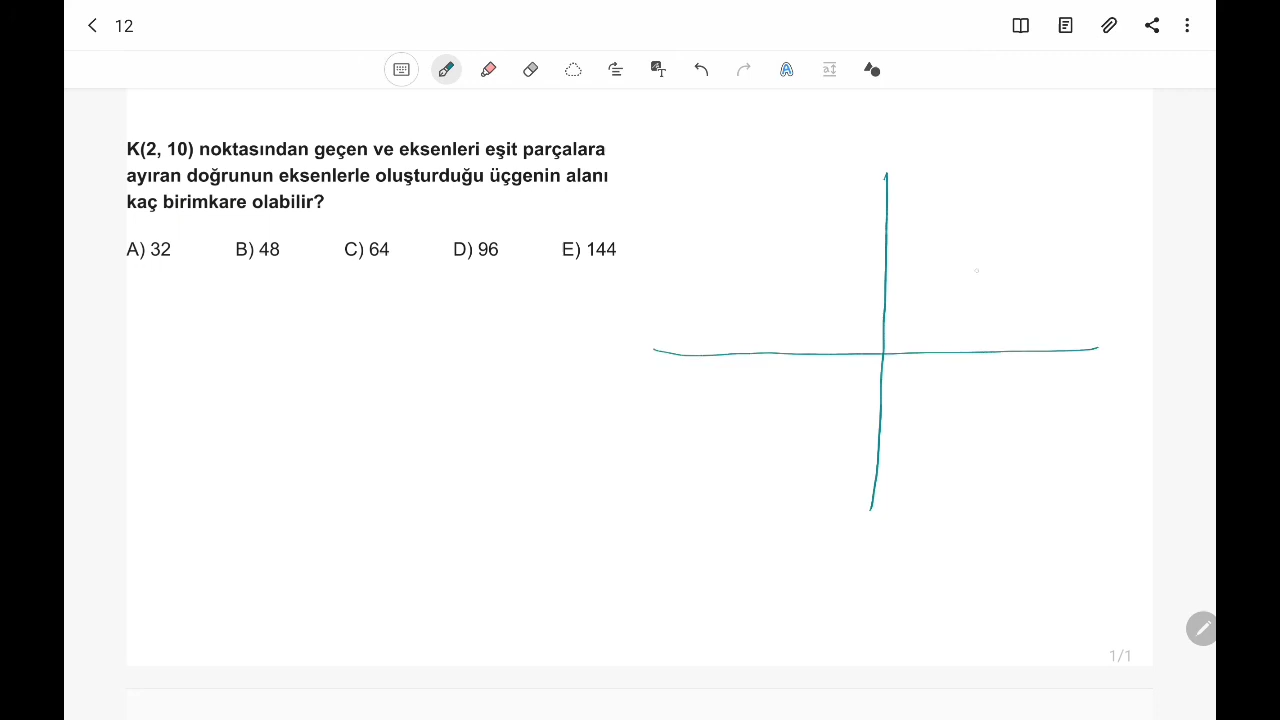 12
K(2, 10) noktasından geçen ve eksenleri eşit parçalara
ayıran doğrunun eksenlerle oluşturduğu üçgenin alanı
kaç birimkare olabilir?
A) 32 B) 48 C) 64 D) 96 E) 144
1/1